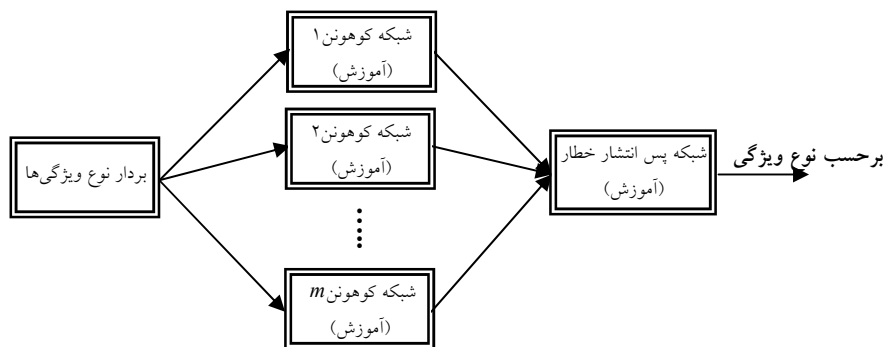 شبکه کوهونن۱
(آموزش)
شبکه کوهونن۲
(آموزش)
بردار نوع ویژگی‌ها
شبکه پس انتشار خطار
(آموزش)
برحسب نوع ویژگی
شبکه کوهونن m
(آموزش)